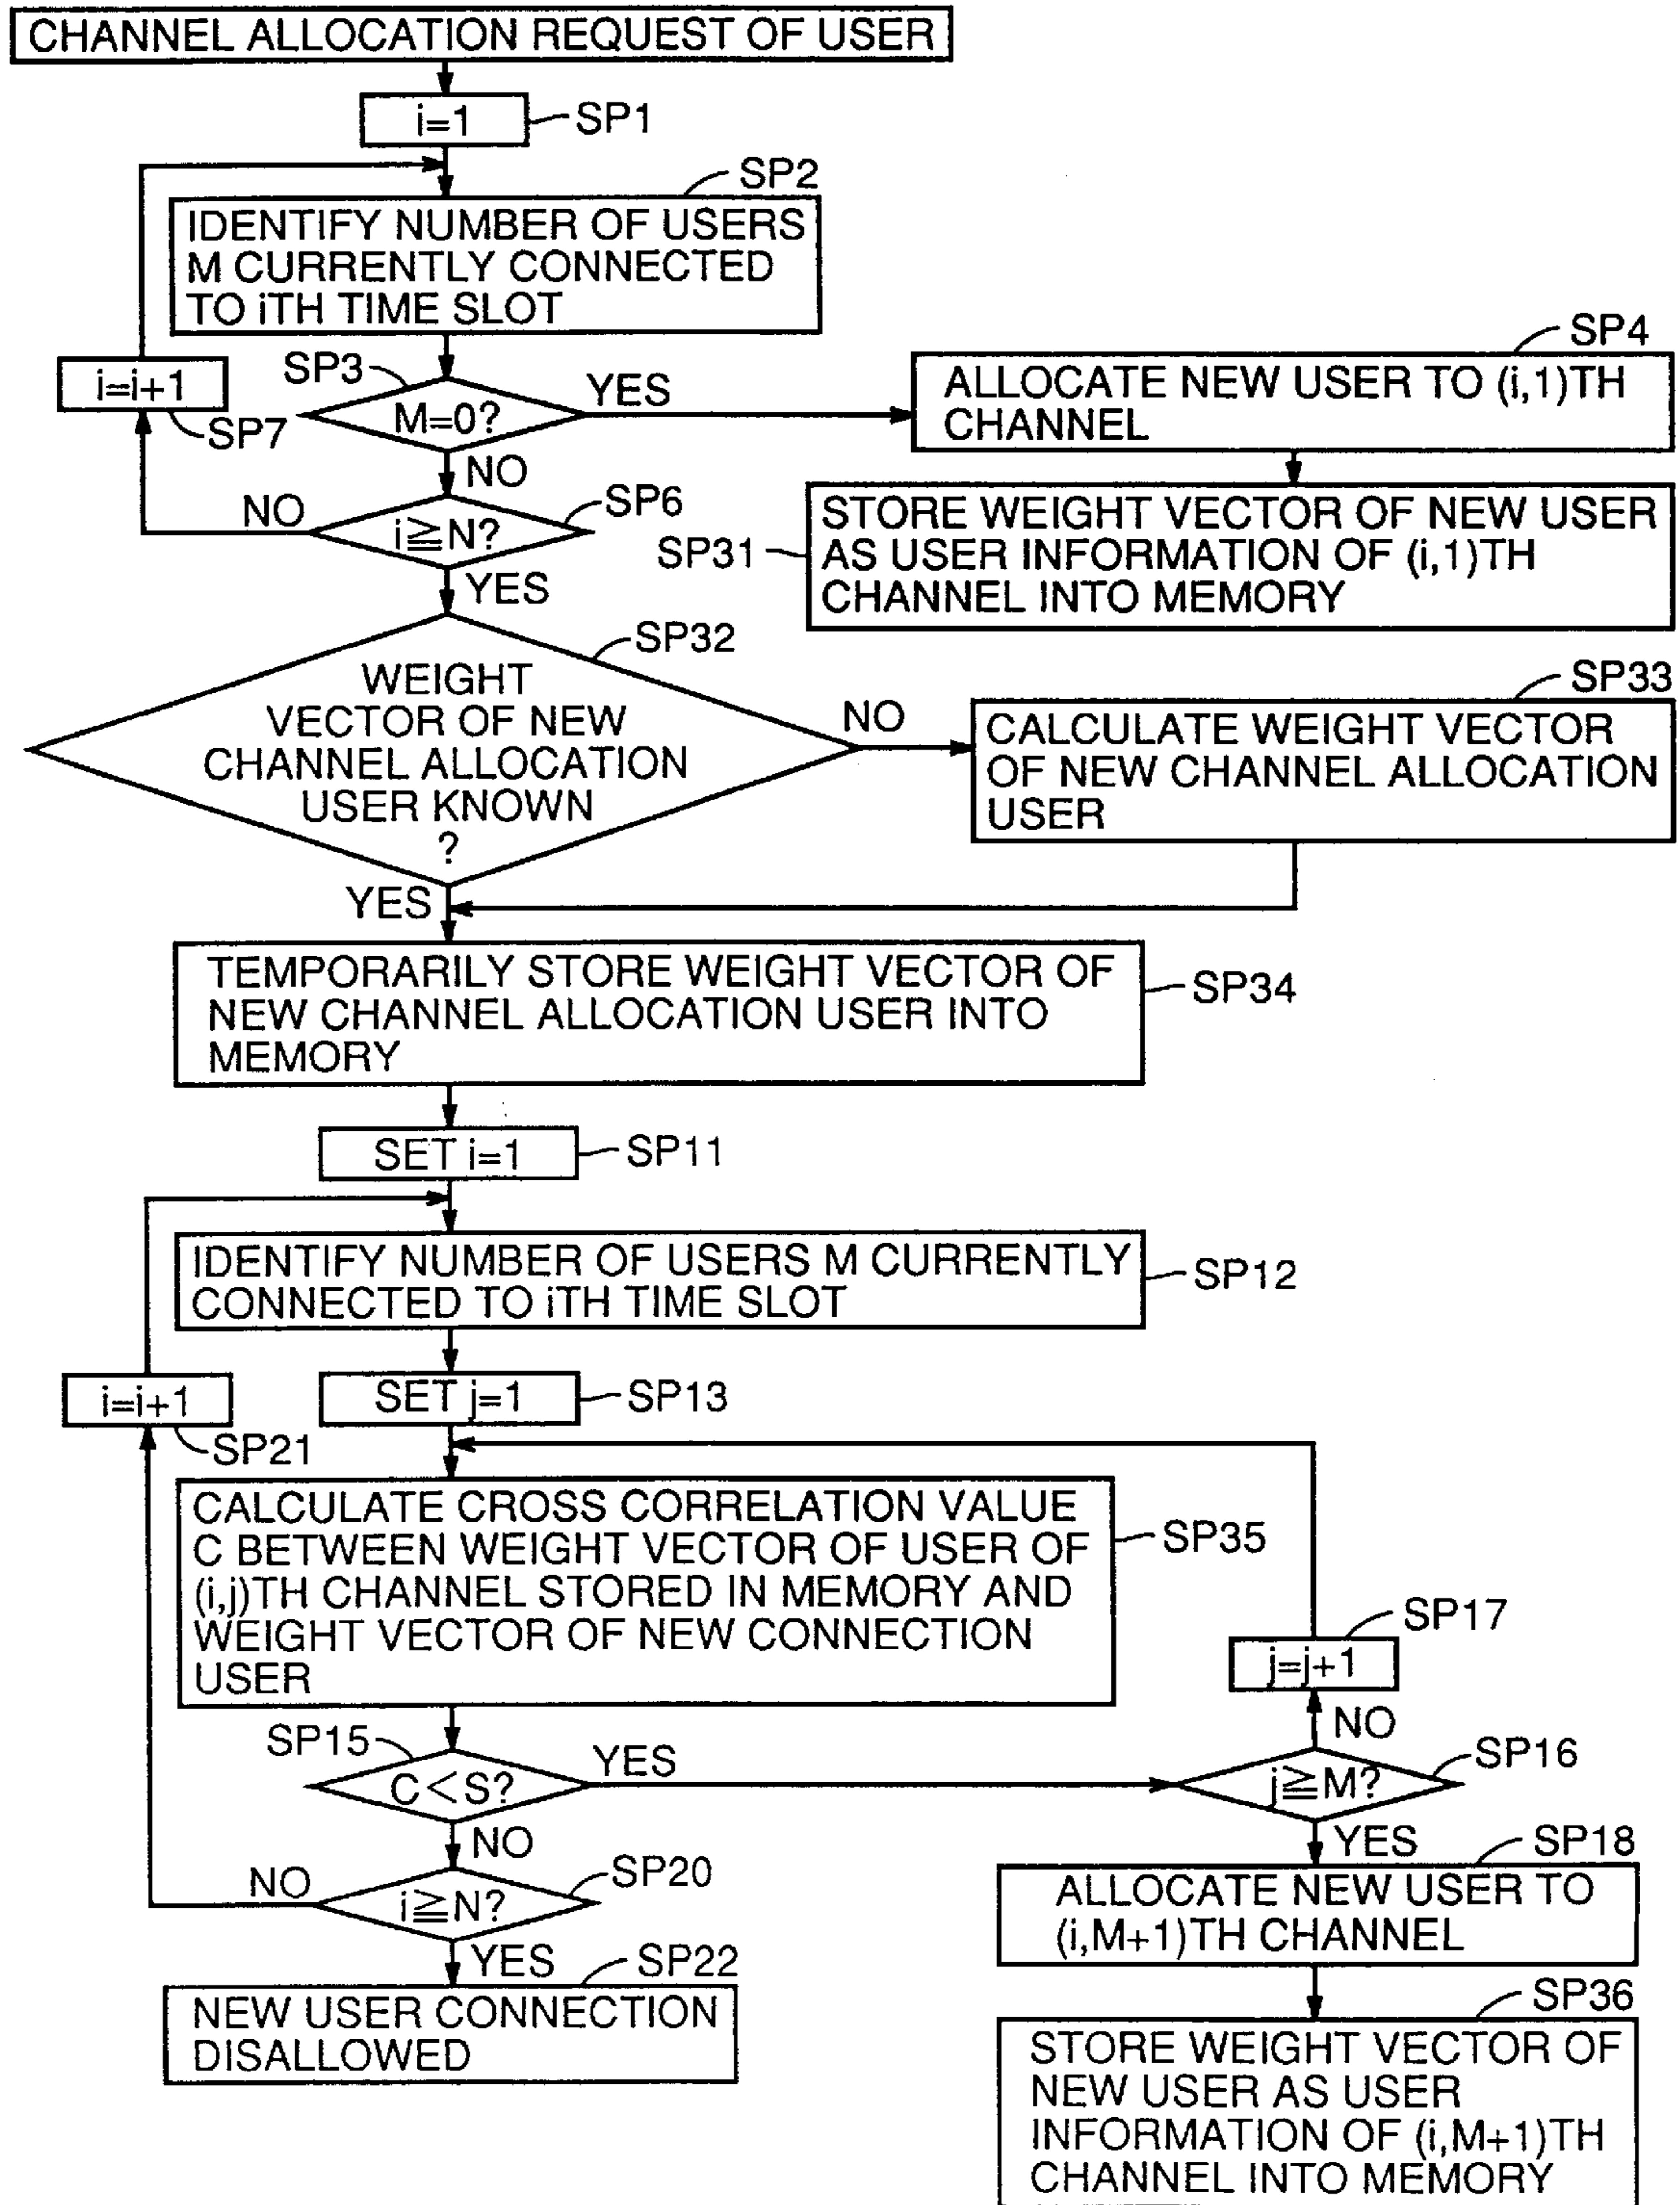 CHANNEL ALLOCATION REQUEST OF USER
i=1
SP1
SP2
IDENTIFY NUMBER OF USERS
M CURRENTLY CONNECTED
TO iTH TIME SLOT
i=i+1
SP7
SP3
M=0?
YES
NO
SP4
ALLOCATE NEW USER TO (i,1)TH
CHANNEL
SP31
STORE WEIGHT VECTOR OF NEW USER
AS USER INFORMATION OF (i,1)TH
CHANNEL INTO MEMORY
NO
i≧N?
SP6
YES
SP32
WEIGHT
VECTOR OF NEW
CHANNEL ALLOCATION
USER KNOWN
?
NO
SP33
CALCULATE WEIGHT VECTOR
OF NEW CHANNEL ALLOCATION
USER
YES
TEMPORARILY STORE WEIGHT VECTOR OF
NEW CHANNEL ALLOCATION USER INTO
MEMORY
SP34
SET i=1
SP11
IDENTIFY NUMBER OF USERS M CURRENTLY
CONNECTED TO iTH TIME SLOT
SP12
i=i+1
SP21
SET j=1
SP13
CALCULATE CROSS CORRELATION VALUE
C BETWEEN WEIGHT VECTOR OF USER OF
(i,j)TH CHANNEL STORED IN MEMORY AND
WEIGHT VECTOR OF NEW CONNECTION
USER
SP35
SP17
j=j+1
NO
SP15
C<S?
YES
j≧M?
SP16
NO
YES
NO
i≧N?
SP20
YES
SP18
ALLOCATE NEW USER TO
(i,M+1)TH CHANNEL
SP22
NEW USER CONNECTION
DISALLOWED
SP36
STORE WEIGHT VECTOR OF
NEW USER AS USER
INFORMATION OF (i,M+1)TH
CHANNEL INTO MEMORY